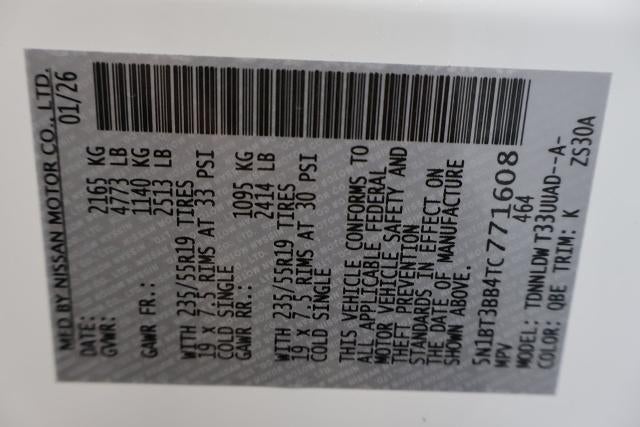 MFD BY NISSAN MOTOR CO., LTD.
DATE: 01/26
GVWR: 2165 KG
4773 LB
GAWR FR.: 1140 KG
2513 LB
WITH 235/55R19 TIRES
19 x 7.5 RIMS AT 33 PSI
COLD SINGLE
GAWR RR.: 1095 KG
2414 LB
WITH 235/55R19 TIRES
19 x 7.5 RIMS AT 30 PSI
COLD SINGLE
THIS VEHICLE CONFORMS TO
ALL APPLICABLE FEDERAL
MOTOR VEHICLE SAFETY AND
THEFT PREVENTION
STANDARDS IN EFFECT ON
THE DATE OF MANUFACTURE
SHOWN ABOVE.
5N1BT3BB4TC771608
MPV 464
MODEL: TDNNLDW T33UUAD--A-
COLOR: QBE TRIM: K ZS30A